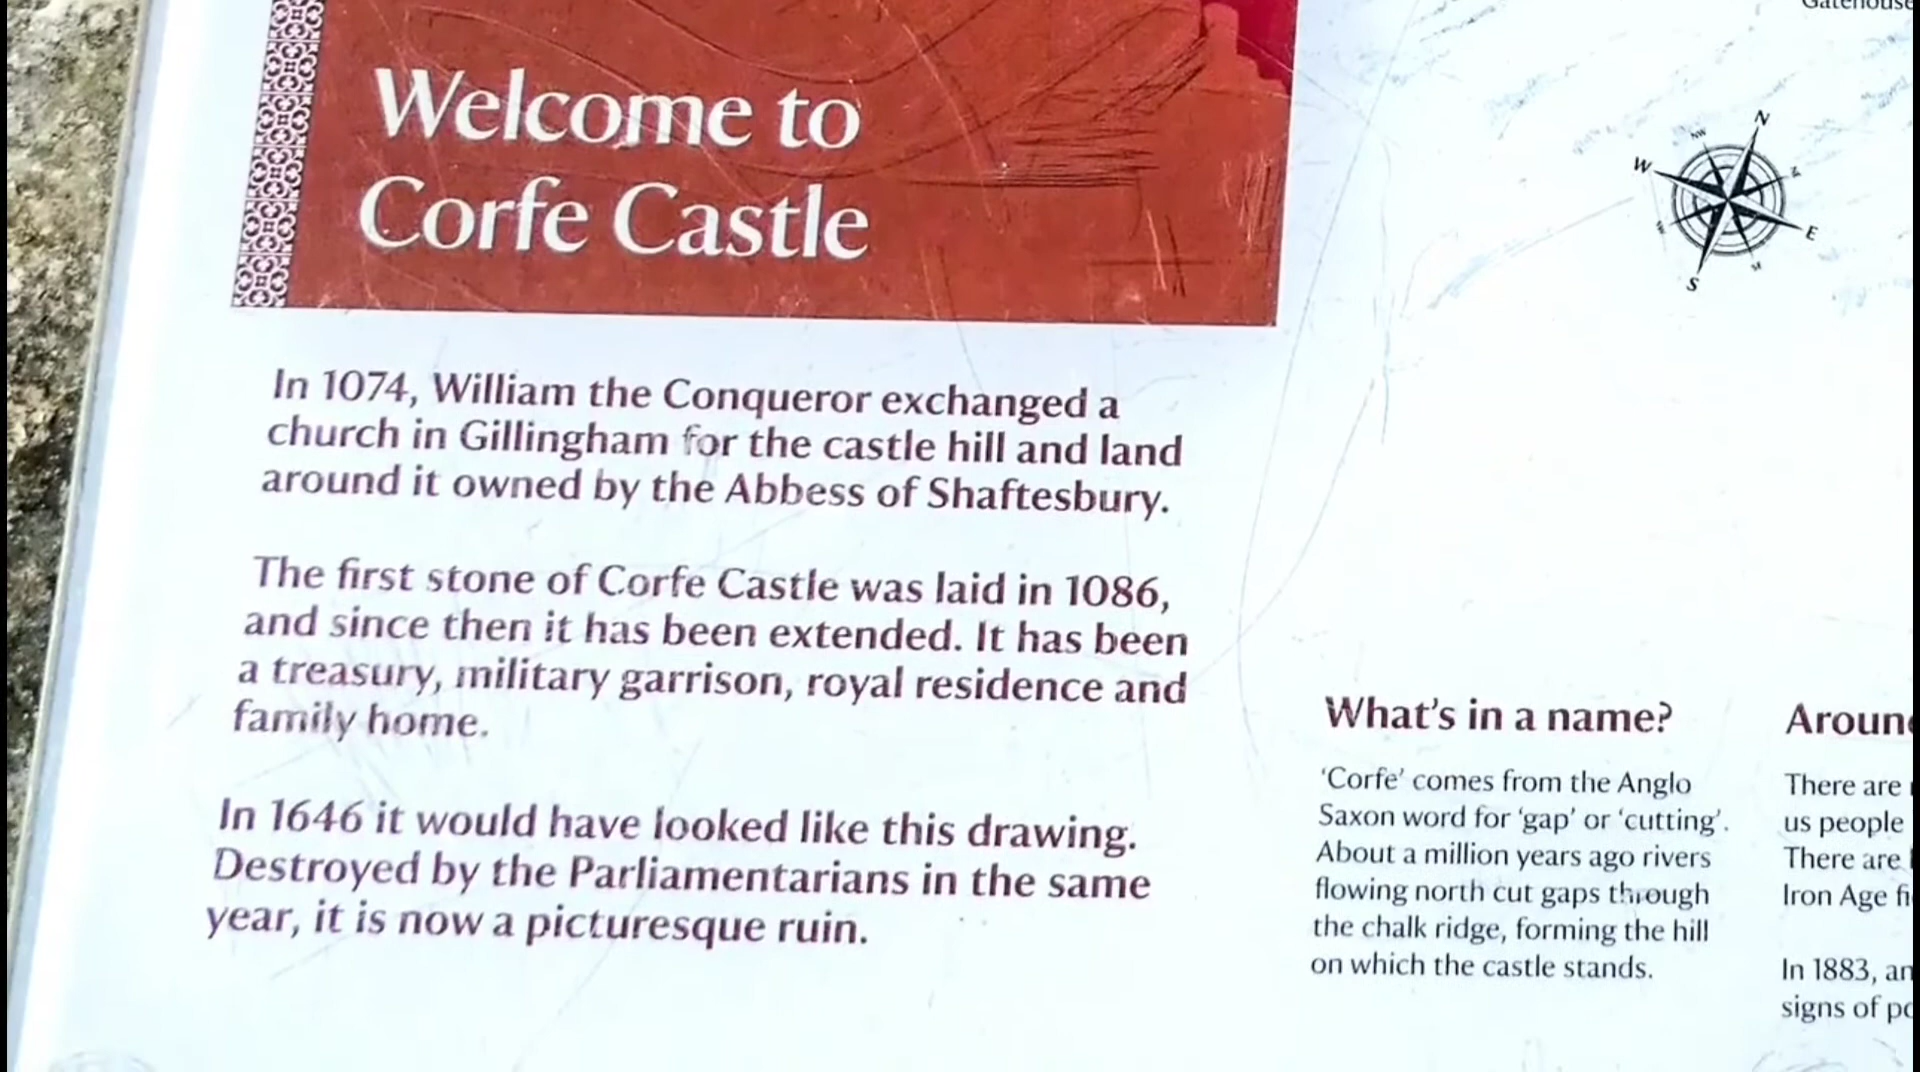 Gatehouse
Welcome to
Corfe Castle
N
NW
W
E
S
In 1074, William the Conqueror exchanged a
church in Gillingham for the castle hill and land
around it owned by the Abbess of Shaftesbury.
The first stone of Corfe Castle was laid in 1086,
and since then it has been extended. It has been
a treasury, military garrison, royal residence and
family home.
In 1646 it would have looked like this drawing.
Destroyed by the Parliamentarians in the same
year, it is now a picturesque ruin.
What's in a name?
'Corfe' comes from the Anglo
Saxon word for 'gap' or 'cutting'.
About a million years ago rivers
flowing north cut gaps through
the chalk ridge, forming the hill
on which the castle stands.
There are
us people
There are
Iron Age
In 1883,
signs of